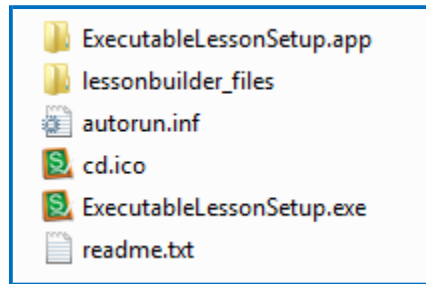 ExecutableLessonSetup.app
lessonbuilder_files
autorun.inf
cd.ico
ExecutableLessonSetup.exe
readme.txt